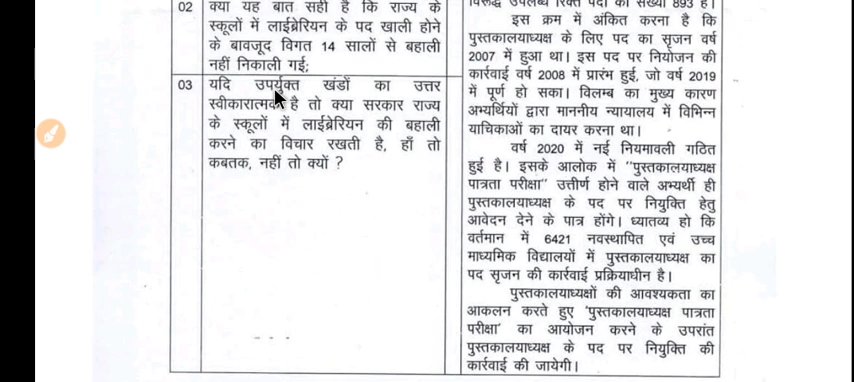 02 क्या यह बात सही है कि राज्य के
स्कूलों में लाईब्रेरियन के पद खाली होने
के बावजूद विगत 14 सालों से बहाली
नहीं निकाली गई;
03 यदि उपर्युक्त खंडों का उत्तर
स्वीकारात्मक है तो क्या सरकार राज्य
के स्कूलों में लाईब्रेरियन की बहाली
करने का विचार रखती है, हाँ तो
कबतक, नहीं तो क्यों ?
विरूद्ध उपलब्ध रिक्त पदों की संख्या 893 है।
इस क्रम में अंकित करना है कि
पुस्तकालयाध्यक्ष के लिए पद का सृजन वर्ष
2007 में हुआ था। इस पद पर नियोजन की
कार्रवाई वर्ष 2008 में प्रारंभ हुई, जो वर्ष 2019
में पूर्ण हो सका। विलम्ब का मुख्य कारण
अभ्यर्थियों द्वारा माननीय न्यायालय में विभिन्न
याचिकाओं का दायर करना था।
वर्ष 2020 में नई नियमावली गठित
हुई है। इसके आलोक में "पुस्तकालयाध्यक्ष
पात्रता परीक्षा" उत्तीर्ण होने वाले अभ्यर्थी ही
पुस्तकालयाध्यक्ष के पद पर नियुक्ति हेतु
आवेदन देने के पात्र होंगे। ध्यातव्य हो कि
वर्तमान में 6421 नवस्थापित एवं उच्च
माध्यमिक विद्यालयों में पुस्तकालयाध्यक्ष का
पद सृजन की कार्रवाई प्रक्रियाधीन है।
पुस्तकालयाध्यक्षों की आवश्यकता का
आकलन करते हुए 'पुस्तकालयाध्यक्ष पात्रता
परीक्षा' का आयोजन करने के उपरांत
पुस्तकालयाध्यक्ष के पद पर नियुक्ति की
कार्रवाई की जायेगी।